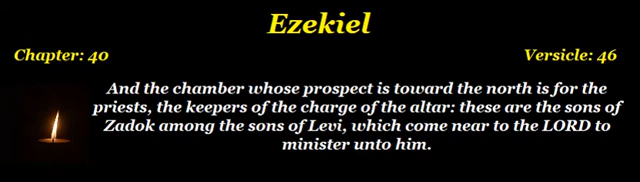 Ezekiel
Chapter: 40
Versicle: 46
And the chamber whose prospect is toward the north is for the
priests, the keepers of the charge of the altar: these are the sons of
Zadok among the sons of Levi, which come near to the LORD to
minister unto him.